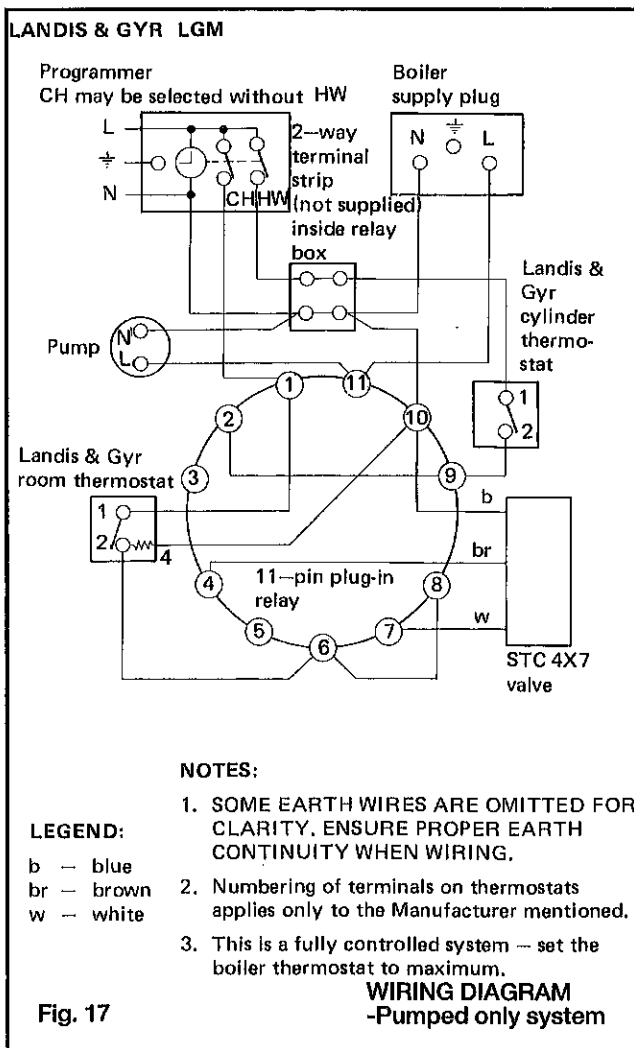 LANDIS & GYR LGM
Programmer
CH may be selected without HW
Boiler
supply plug
L
N
2-way
terminal
strip
(not supplied)
inside relay
box
CH HW
N
L
Landis &
Gyr
cylinder
thermo-
stat
1
2
Pump
N
L
1
11
2
10
3
9
Landis & Gyr
room thermostat
1
2
4
b
br
w
4
11-pin plug-in
relay
8
5
7
6
STC 4X7
valve
LEGEND:
b - blue
br - brown
w - white
NOTES:
1. SOME EARTH WIRES ARE OMITTED FOR
CLARITY. ENSURE PROPER EARTH
CONTINUITY WHEN WIRING.
2. Numbering of terminals on thermostats
applies only to the Manufacturer mentioned.
3. This is a fully controlled system — set the
boiler thermostat to maximum.
Fig. 17
WIRING DIAGRAM
-Pumped only system